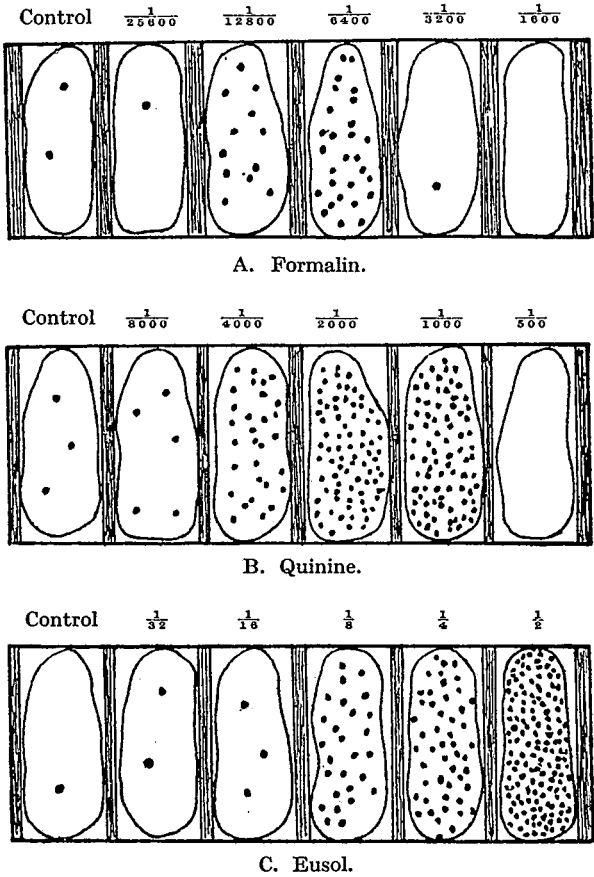 Control 1/25600 1/12800 1/6400 1/3200 1/1600
A. Formalin.
Control 1/8000 1/4000 1/2000 1/1000 1/500
B. Quinine.
Control 1/32 1/16 1/8 1/4 1/2
C. Eusol.